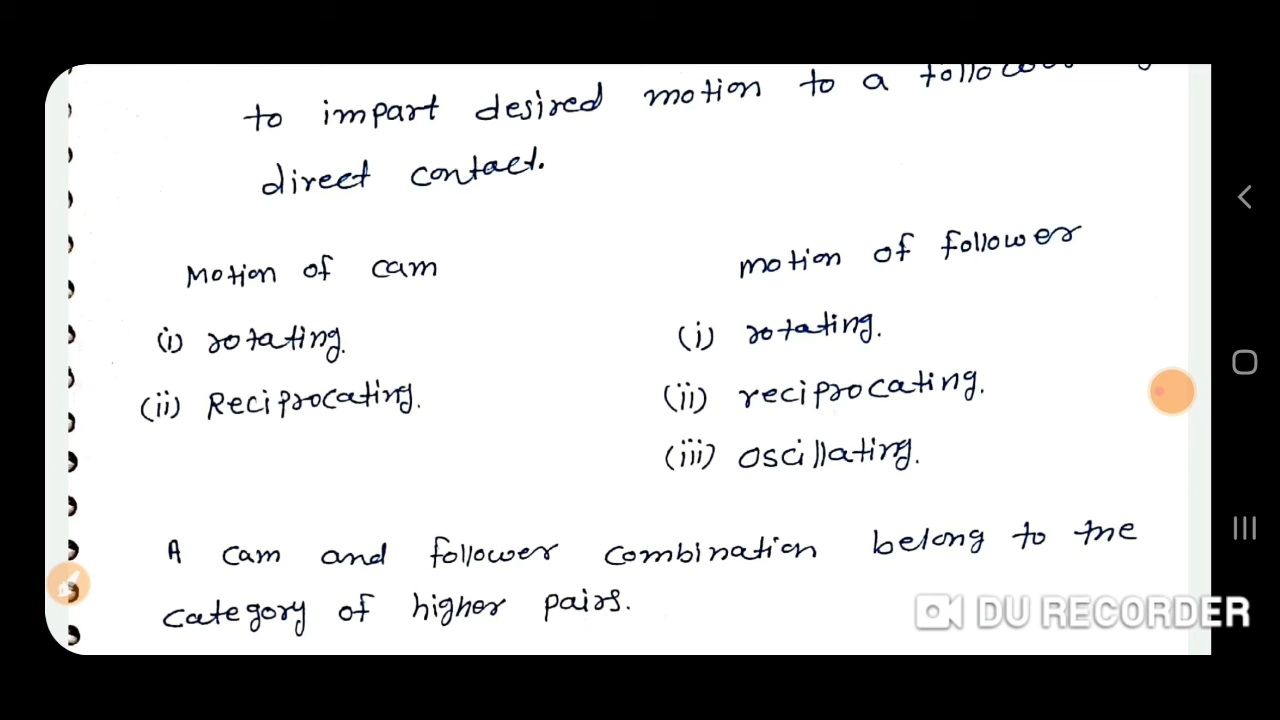 to impart desired motion to a follower
direct contact.
Motion of cam
motion of follower
(i) rotating.
(i) rotating.
(ii) Reciprocating.
(ii) reciprocating.
(iii) oscillating.
A cam and follower combination belong to the
category of higher pairs.
DU RECORDER